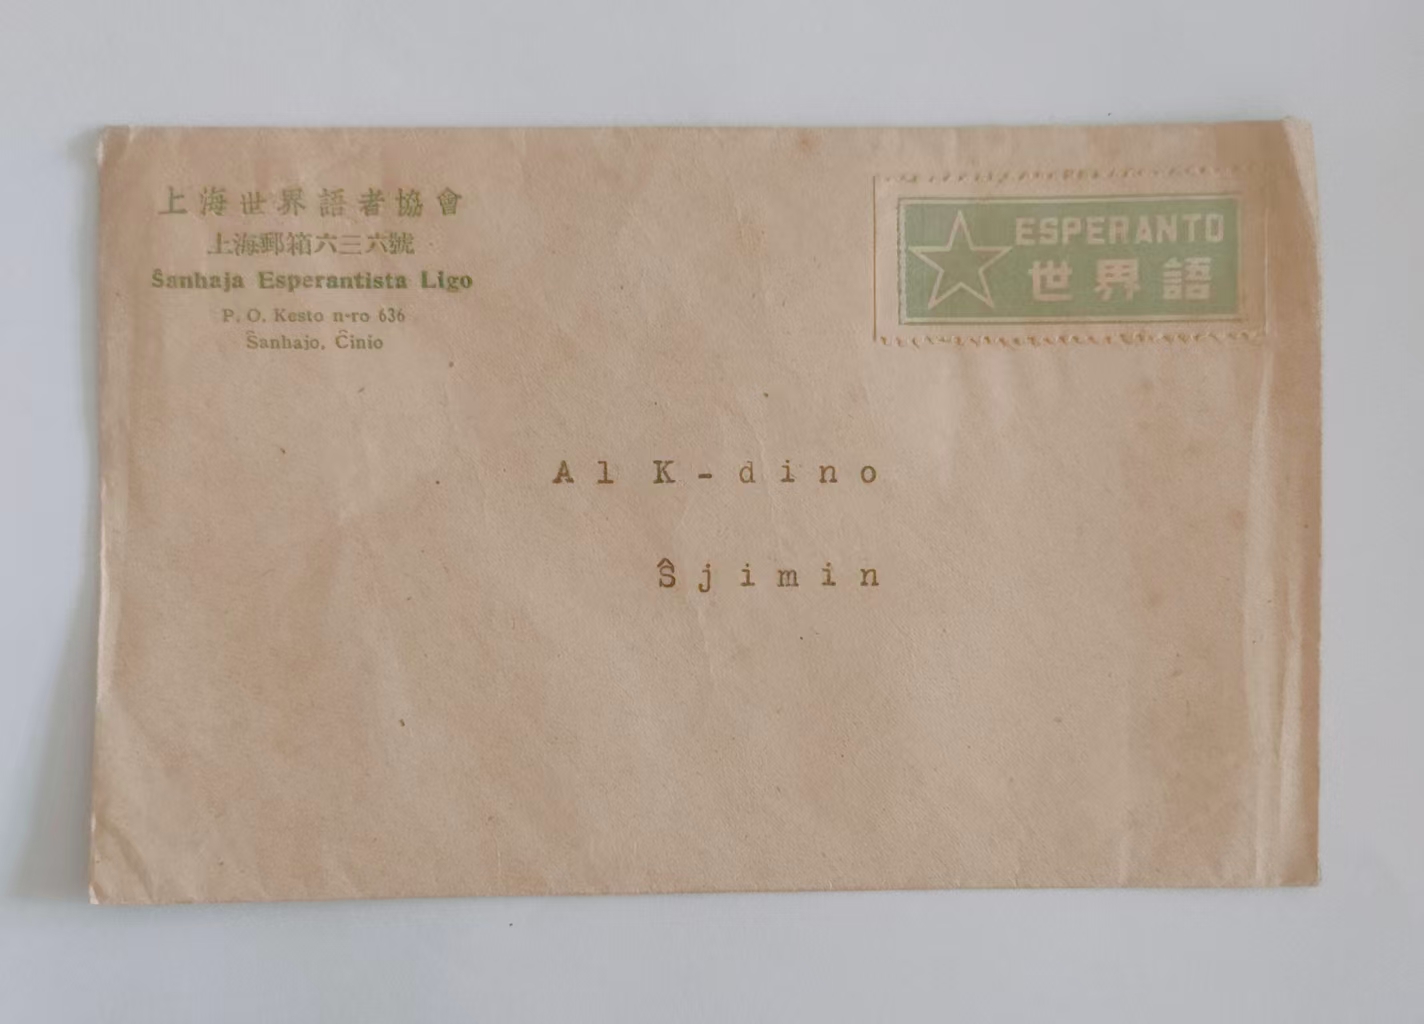 上海世界語者協會
上海郵箱六三六號
Ŝanhaja Esperantista Ligo
P. O. Kesto n-ro 636
Ŝanhajo, Ĉinio
ESPERANTO
世界語
Al K-dino
Ŝjimin